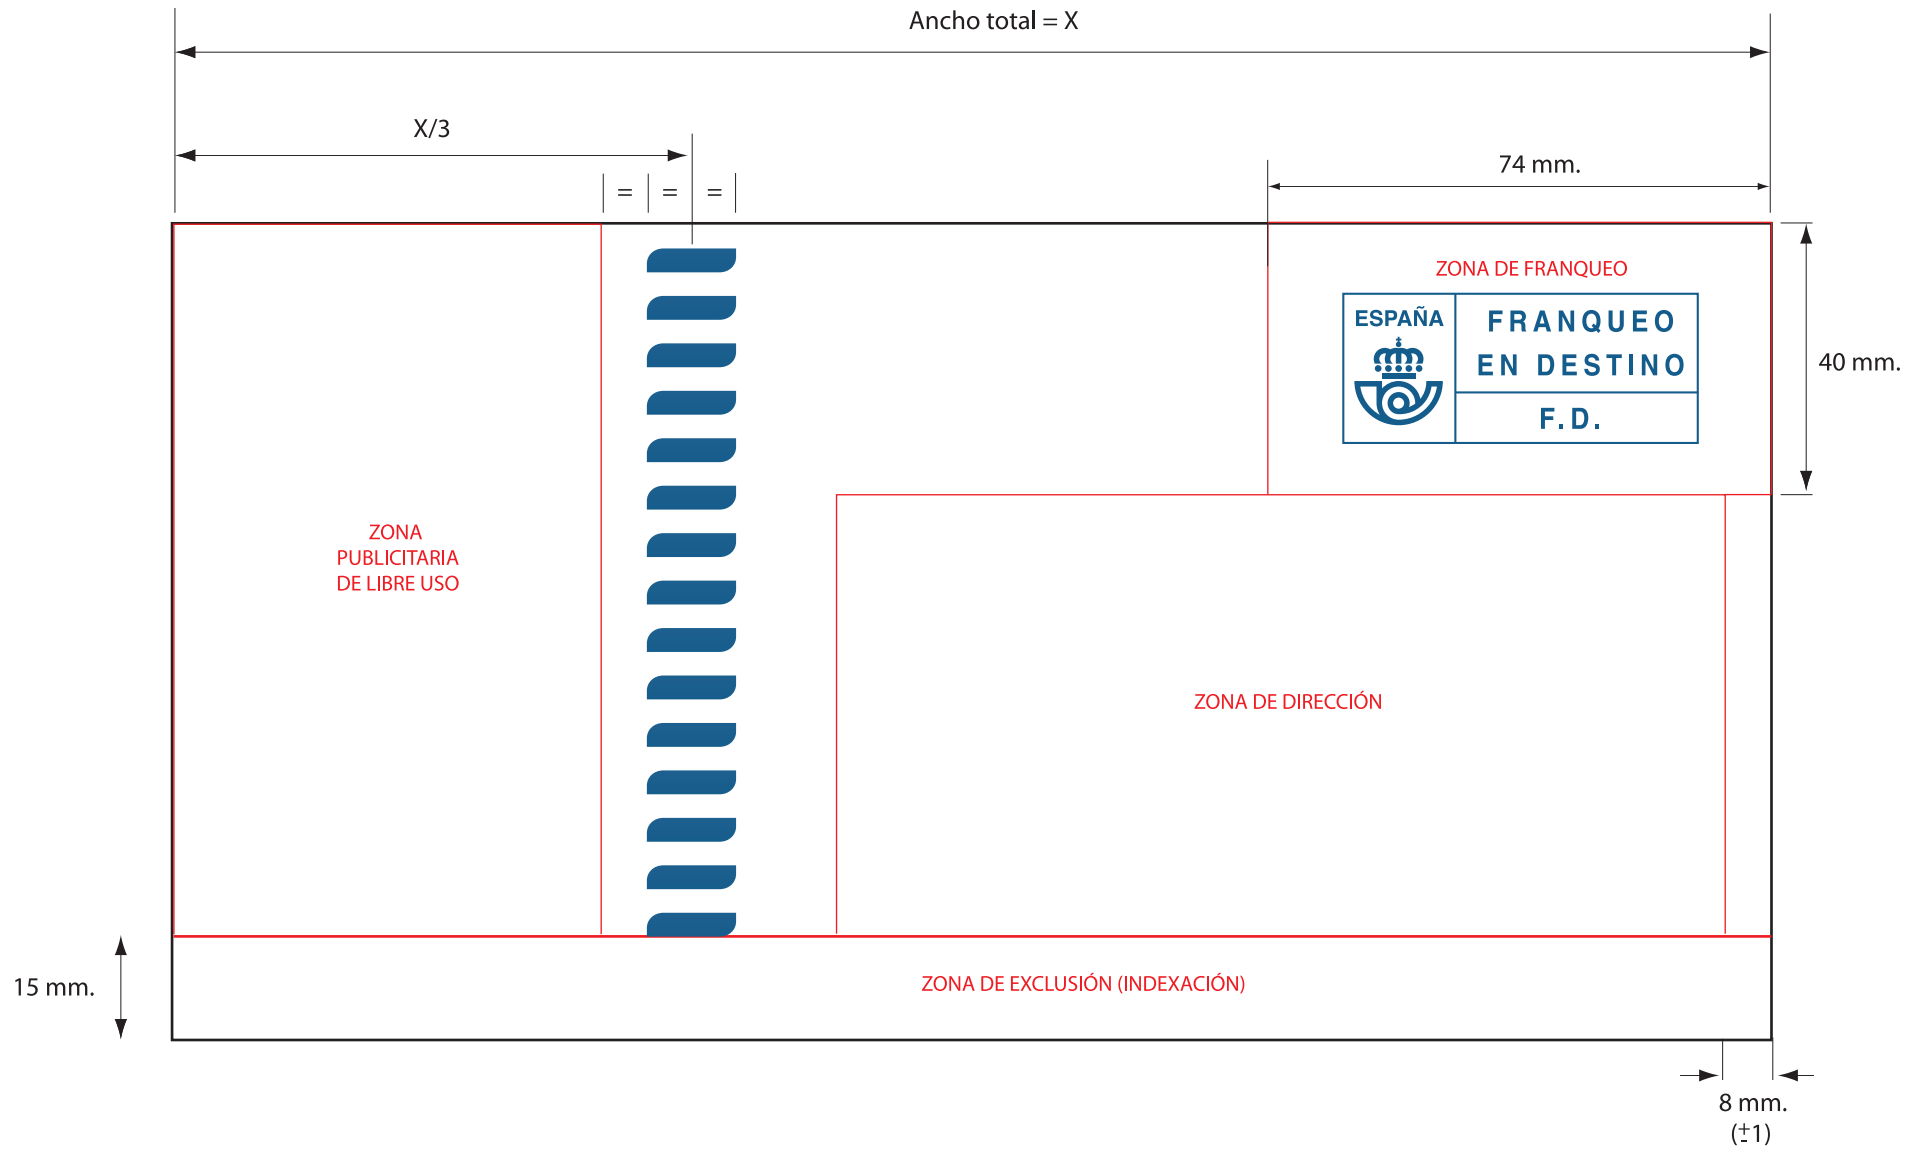 Ancho total = X
X/3
74 mm.
= = =
ZONA DE FRANQUEO
ESPAÑA
FRANQUEO
EN DESTINO
F.D.
40 mm.
ZONA
PUBLICITARIA
DE LIBRE USO
ZONA DE DIRECCIÓN
15 mm.
ZONA DE EXCLUSIÓN (INDEXACIÓN)
8 mm.
(±1)